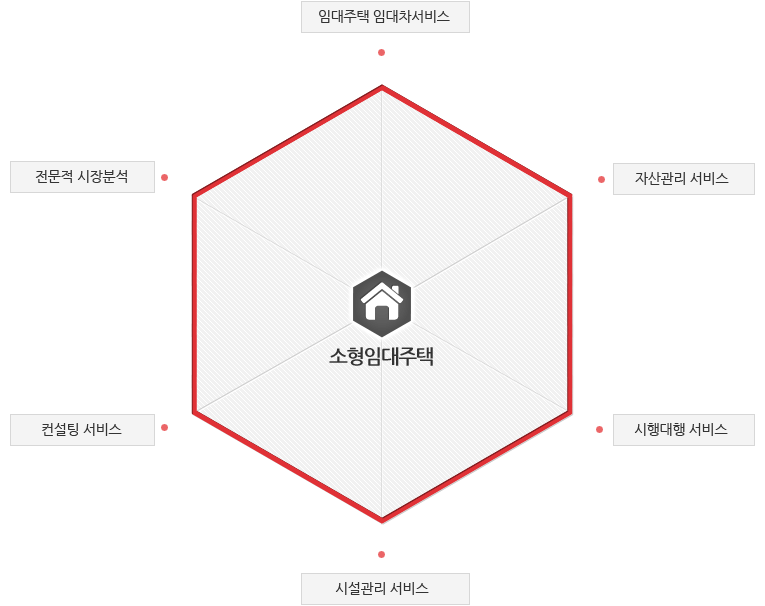 임대주택 임대차서비스
전문적 시장분석
자산관리 서비스
소형임대주택
컨설팅 서비스
시행대행 서비스
시설관리 서비스